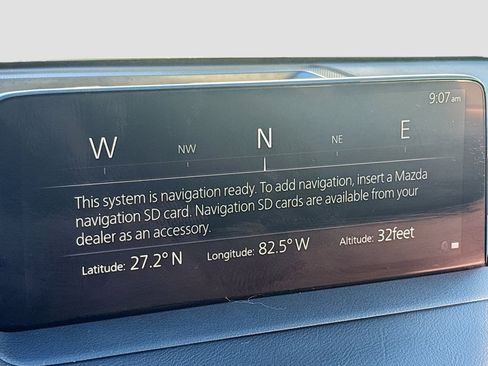 9:07am
W NW N NE E
This system is navigation ready. To add navigation, insert a Mazda
navigation SD card. Navigation SD cards are available from your
dealer as an accessory.
Latitude: 27.2° N Longitude: 82.5° W Altitude: 32feet